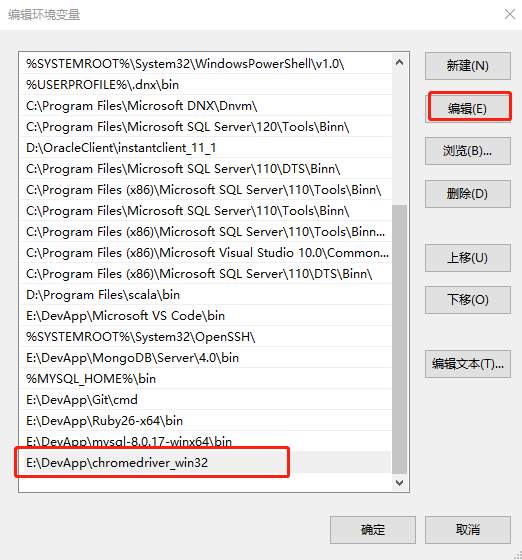 编辑环境变量
%SYSTEMROOT%\System32\WindowsPowerShell\v1.0\
%USERPROFILE%\.dnx\bin
C:\Program Files\Microsoft DNX\Dnvm\
C:\Program Files\Microsoft SQL Server\120\Tools\Binn\
D:\OracleClient\instantclient_11_1
C:\Program Files (x86)\Microsoft SQL Server\110\DTS\Binn\
C:\Program Files (x86)\Microsoft SQL Server\110\Tools\Binn\
C:\Program Files\Microsoft SQL Server\110\Tools\Binn\
C:\Program Files (x86)\Microsoft SQL Server\110\Tools\Binn...
C:\Program Files (x86)\Microsoft Visual Studio 10.0\Common...
C:\Program Files\Microsoft SQL Server\110\DTS\Binn\
D:\Program Files\scala\bin
E:\DevApp\Microsoft VS Code\bin
%SYSTEMROOT%\System32\OpenSSH\
E:\DevApp\MongoDB\Server\4.0\bin
%MYSQL_HOME%\bin
E:\DevApp\Git\cmd
E:\DevApp\Ruby26-x64\bin
E:\DevApp\mysql-8.0.17-winx64\bin
E:\DevApp\chromedriver_win32
新建(N)
编辑(E)
浏览(B)...
删除(D)
上移(U)
下移(O)
编辑文本(T)...
确定
取消